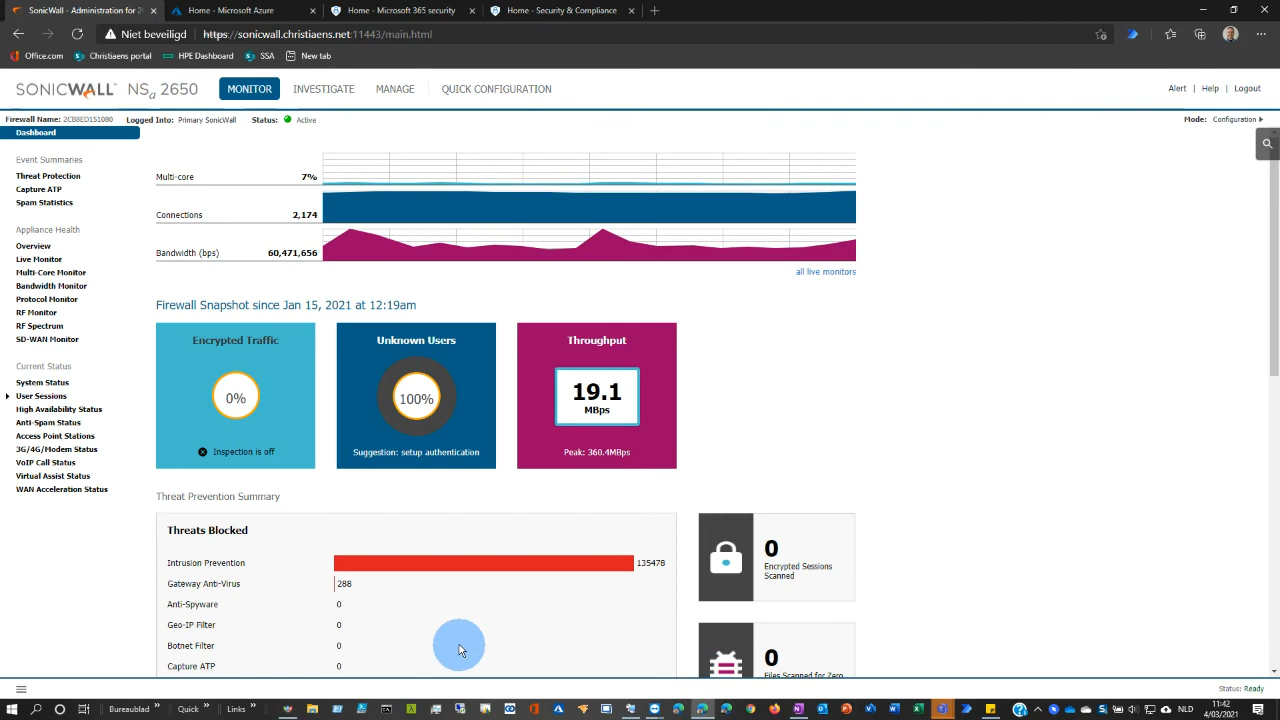 SonicWall - Administration for 2(
Home - Microsoft Azure
Home - Microsoft 365 security
Home - Security & Compliance
Niet beveiligd
https://sonicwall.christiaens.net:11443/main.html
Office.com
Christiaens portal
HPE Dashboard
SSA
New tab
SONICWALL NSa 2650
MONITOR
INVESTIGATE
MANAGE
QUICK CONFIGURATION
Alert | Help | Logout
Firewall Name: 2CB8ED151080
Logged Into: Primary SonicWall
Status: Active
Mode: Configuration
Dashboard
Event Summaries
Threat Protection
Capture ATP
Spam Statistics
Appliance Health
Overview
Live Monitor
Multi-Core Monitor
Bandwidth Monitor
Protocol Monitor
RF Monitor
RF Spectrum
SD-WAN Monitor
Current Status
System Status
User Sessions
High Availability Status
Anti-Spam Status
Access Point Stations
3G/4G/Modem Status
VoIP Call Status
Virtual Assist Status
WAN Acceleration Status
Multi-core 7%
Connections 2,174
Bandwidth (bps) 60,471,656
all live monitors
Firewall Snapshot since Jan 15, 2021 at 12:19am
Encrypted Traffic
0%
Inspection is off
Unknown Users
100%
Suggestion: setup authentication
Throughput
19.1
MBps
Peak: 360.4MBps
Threat Prevention Summary
Threats Blocked
Intrusion Prevention 135478
Gateway Anti-Virus 288
Anti-Spyware 0
Geo-IP Filter 0
Botnet Filter 0
Capture ATP 0
0
Encrypted Sessions
Scanned
0
Files Scanned for Zero
Status: Ready
Bureaublad
Quick
Links
NLD
11:42
4/03/2021